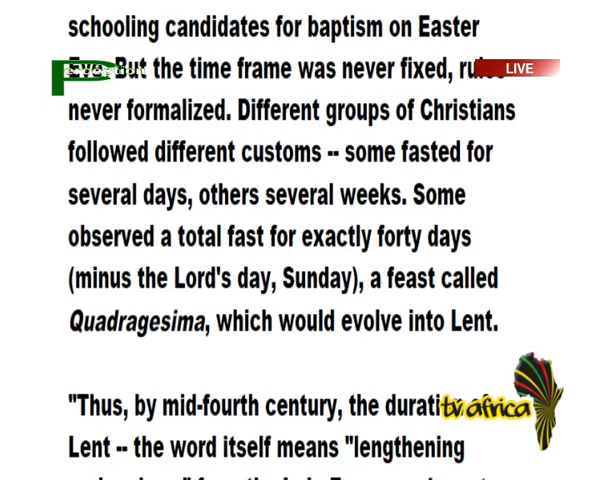 schooling candidates for baptism on Easter
Eve. But the time frame was never fixed, rules
LIVE
never formalized. Different groups of Christians
followed different customs -- some fasted for
several days, others several weeks. Some
observed a total fast for exactly forty days
(minus the Lord's day, Sunday), a feast called
Quadragesima, which would evolve into Lent.
"Thus, by mid-fourth century, the
tv africa
Lent -- the word itself means "lengthening